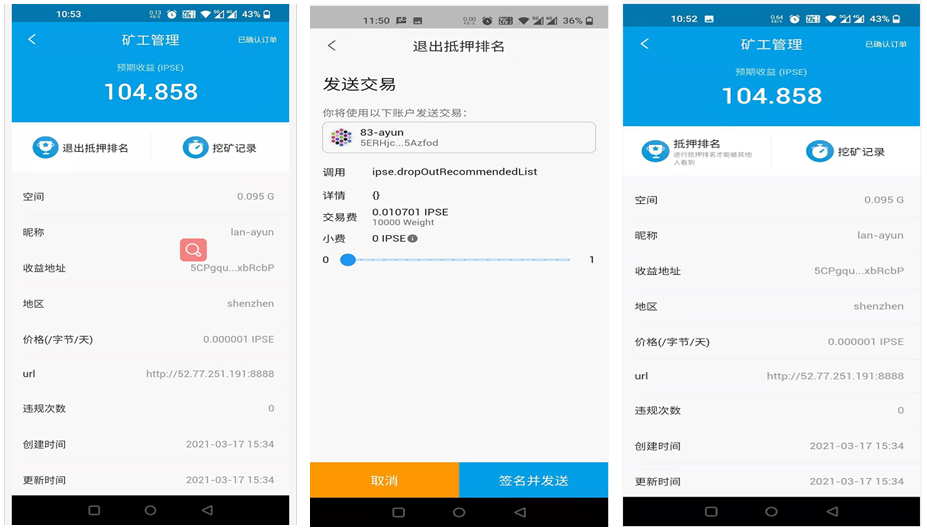 10:53
0.13 KB/s
43%
矿工管理
已确认订单
预期收益 (IPSE)
104.858
退出抵押排名
挖矿记录
空间
0.095 G
昵称
lan-ayun
收益地址
5CPgqu...xbRcbP
地区
shenzhen
价格(/字节/天)
0.000001 IPSE
url
http://52.77.251.191:8888
违规次数
0
创建时间
2021-03-17 15:34
更新时间
2021-03-17 15:34
11:50
0.00 KB/s
36%
退出抵押排名
发送交易
你将使用以下账户发送交易：
83-ayun
5ERHjc...5Azfod
调用
ipse.dropOutRecommendedList
详情
{}
交易费
0.010701 IPSE
10000 Weight
小费
0 IPSE
0
1
取消
签名并发送
10:52
0.64 KB/s
43%
矿工管理
已确认订单
预期收益 (IPSE)
104.858
抵押排名
进行抵押排名才能被其他
人看到
挖矿记录
空间
0.095 G
昵称
lan-ayun
收益地址
5CPgqu...xbRcbP
地区
shenzhen
价格(/字节/天)
0.000001 IPSE
url
http://52.77.251.191:8888
违规次数
0
创建时间
2021-03-17 15:34
更新时间
2021-03-17 15:34